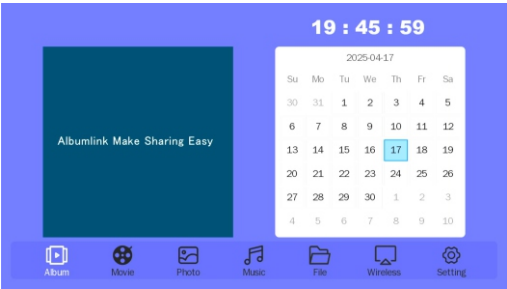 19 : 45 : 59
2025-04-17
Su Mo Tu We Th Fr Sa
30 31 1 2 3 4 5
6 7 8 9 10 11 12
13 14 15 16 17 18 19
20 21 22 23 24 25 26
27 28 29 30 1 2 3
4 5 6 7 8 9 10
Albumlink Make Sharing Easy
Album Movie Photo Music File Wireless Setting